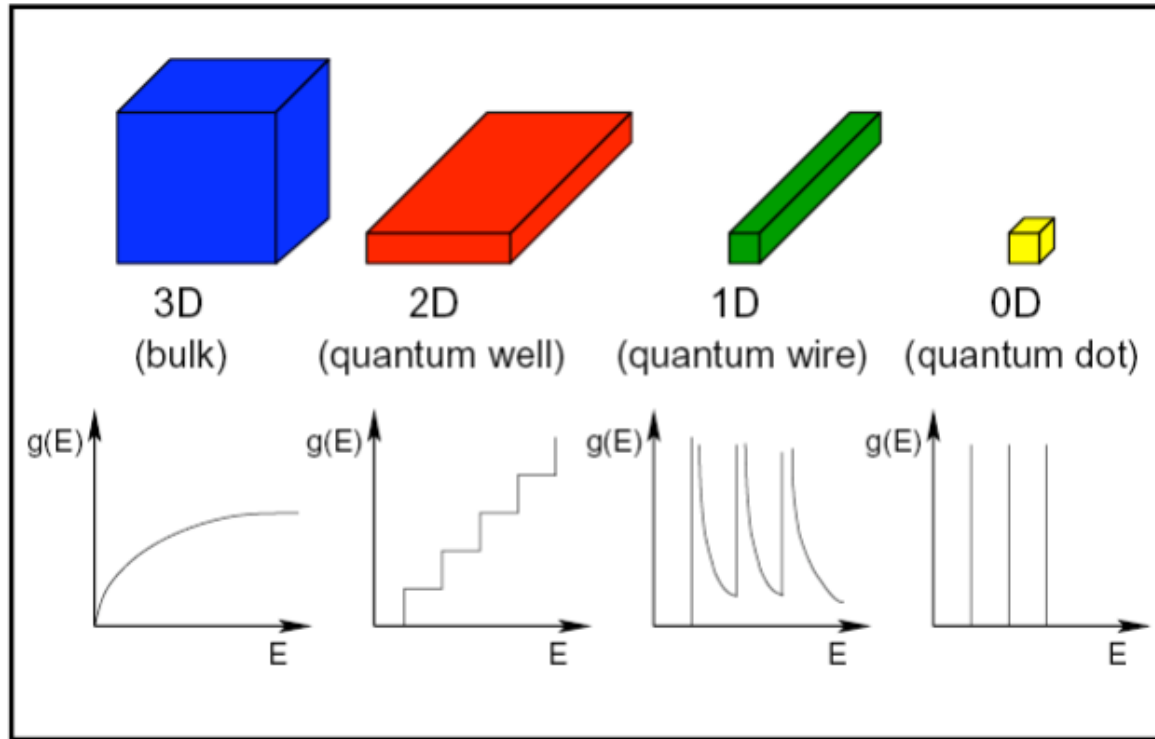 3D 2D 1D 0D
(bulk) (quantum well) (quantum wire) (quantum dot)
g(E) g(E) g(E) g(E)
E E E E